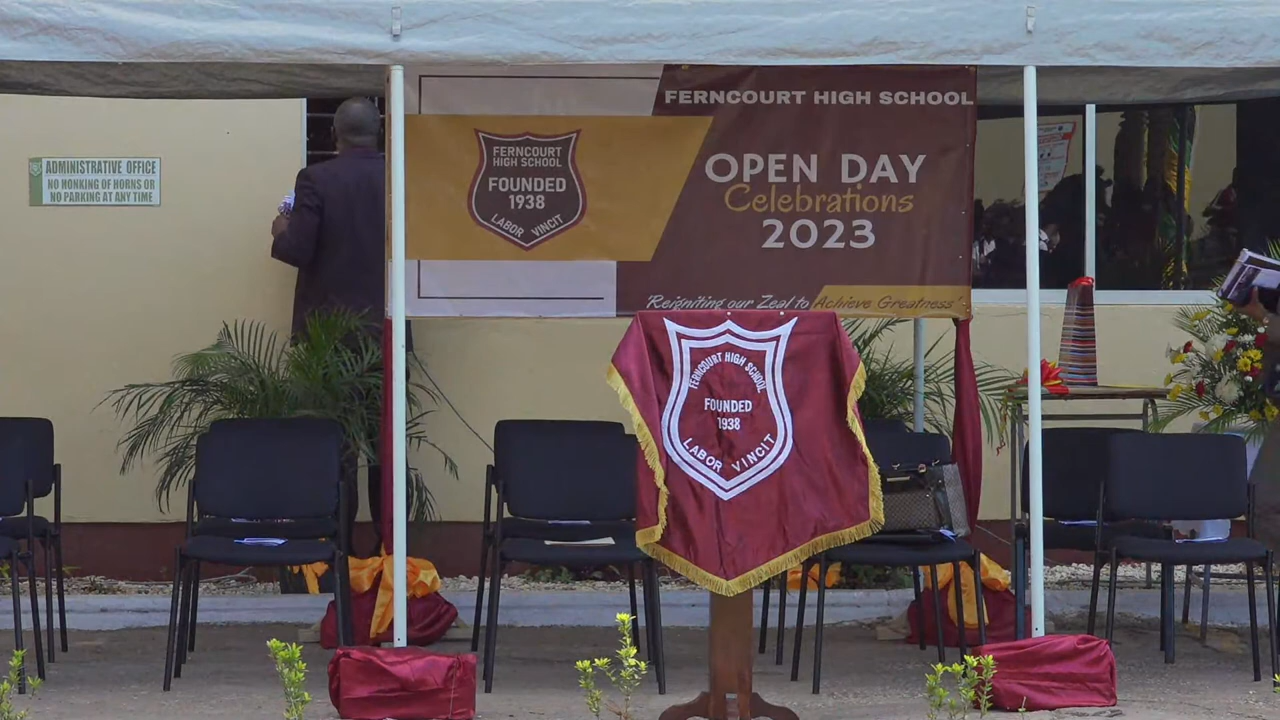 ADMINISTRATIVE OFFICE
NO HONKING OF HORNS OR
NO PARKING AT ANY TIME
FERNCOURT HIGH SCHOOL
FERNCOURT
HIGH SCHOOL
FOUNDED
1938
LABOR VINCIT
OPEN DAY
Celebrations
2023
'Reigniting our Zeal to Achieve Greatness'
FERNCOURT HIGH SCHOOL
FOUNDED
1938
LABOR VINCIT